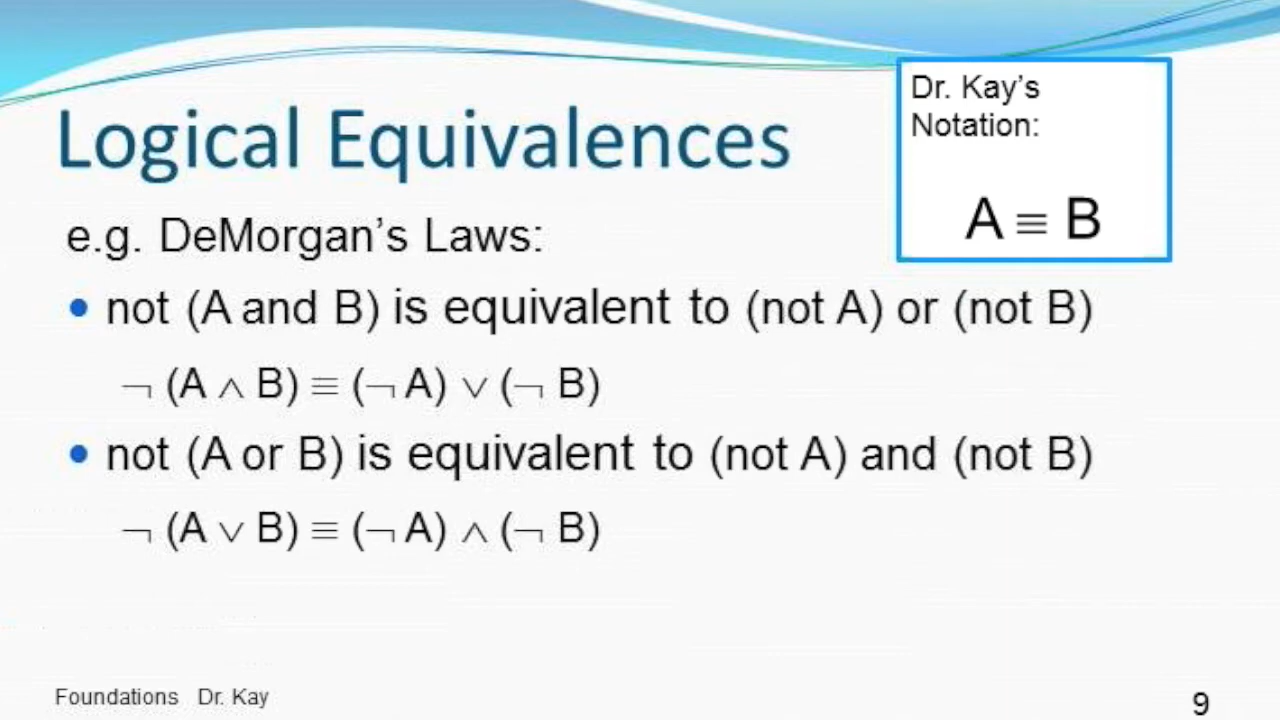 Dr. Kay’s
Notation:
A ≡ B
Logical Equivalences
e.g. DeMorgan’s Laws:
• not (A and B) is equivalent to (not A) or (not B)
¬ (A ∧ B) ≡ (¬ A) ∨ (¬ B)
• not (A or B) is equivalent to (not A) and (not B)
¬ (A ∨ B) ≡ (¬ A) ∧ (¬ B)
Foundations Dr. Kay
9